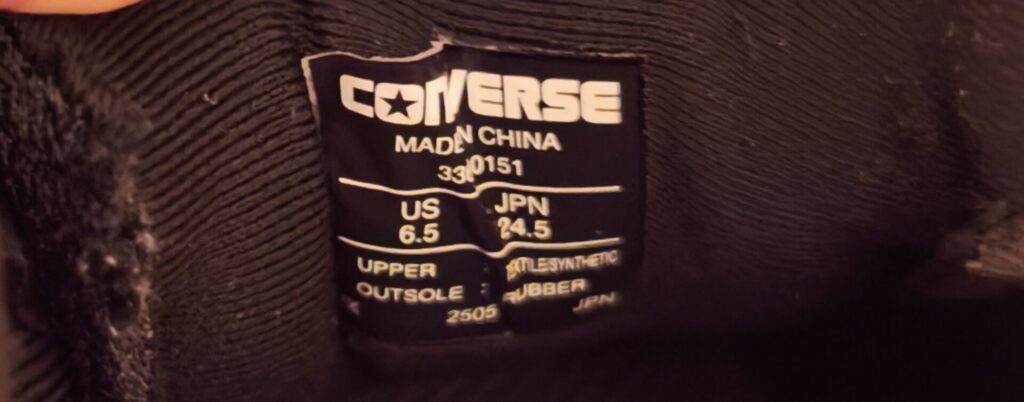 CONVERSE
MADE IN CHINA
US JPN
6.5 24.5
UPPER TEXTILE SYNTHETIC
OUTSOLE : RUBBER
2505 JPN